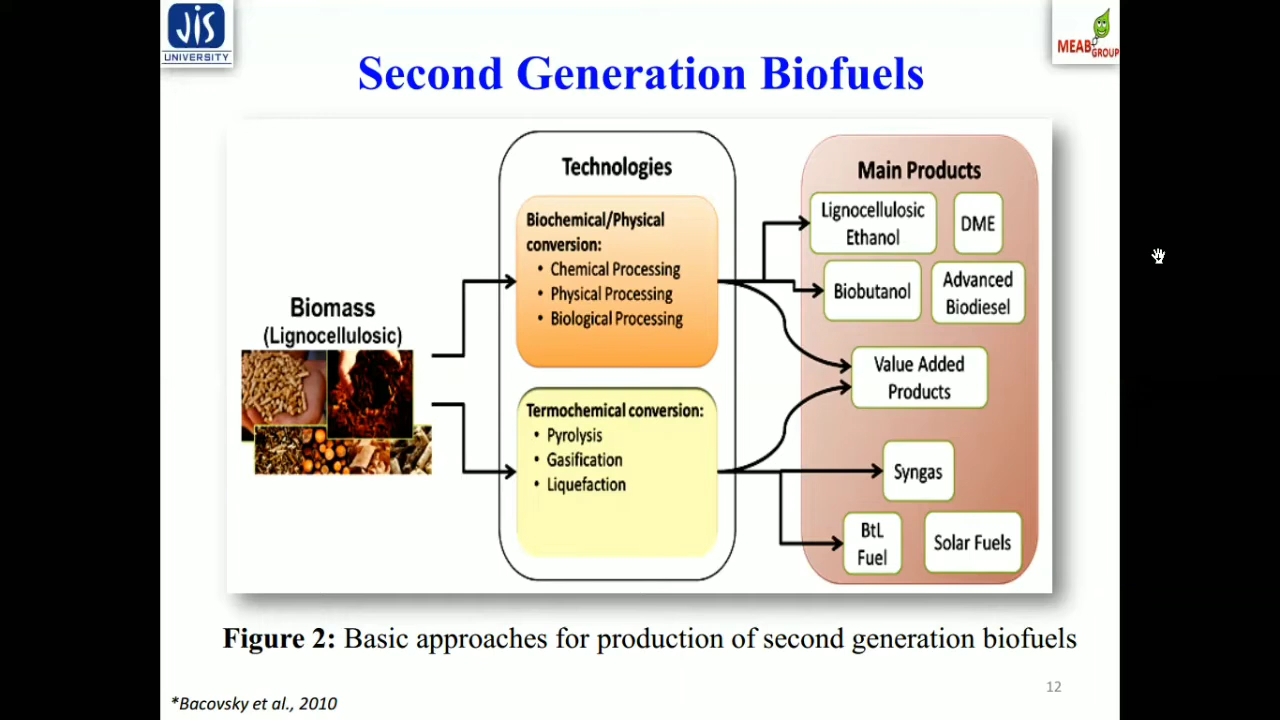 JIS
UNIVERSITY
MEAB
GROUP
Second Generation Biofuels
Biomass
(Lignocellulosic)
Technologies
Biochemical/Physical
conversion:
• Chemical Processing
• Physical Processing
• Biological Processing
Termochemical conversion:
• Pyrolysis
• Gasification
• Liquefaction
Main Products
Lignocellulosic
Ethanol
DME
Biobutanol
Advanced
Biodiesel
Value Added
Products
Syngas
BtL
Fuel
Solar Fuels
Figure 2: Basic approaches for production of second generation biofuels
12
*Bacovsky et al., 2010